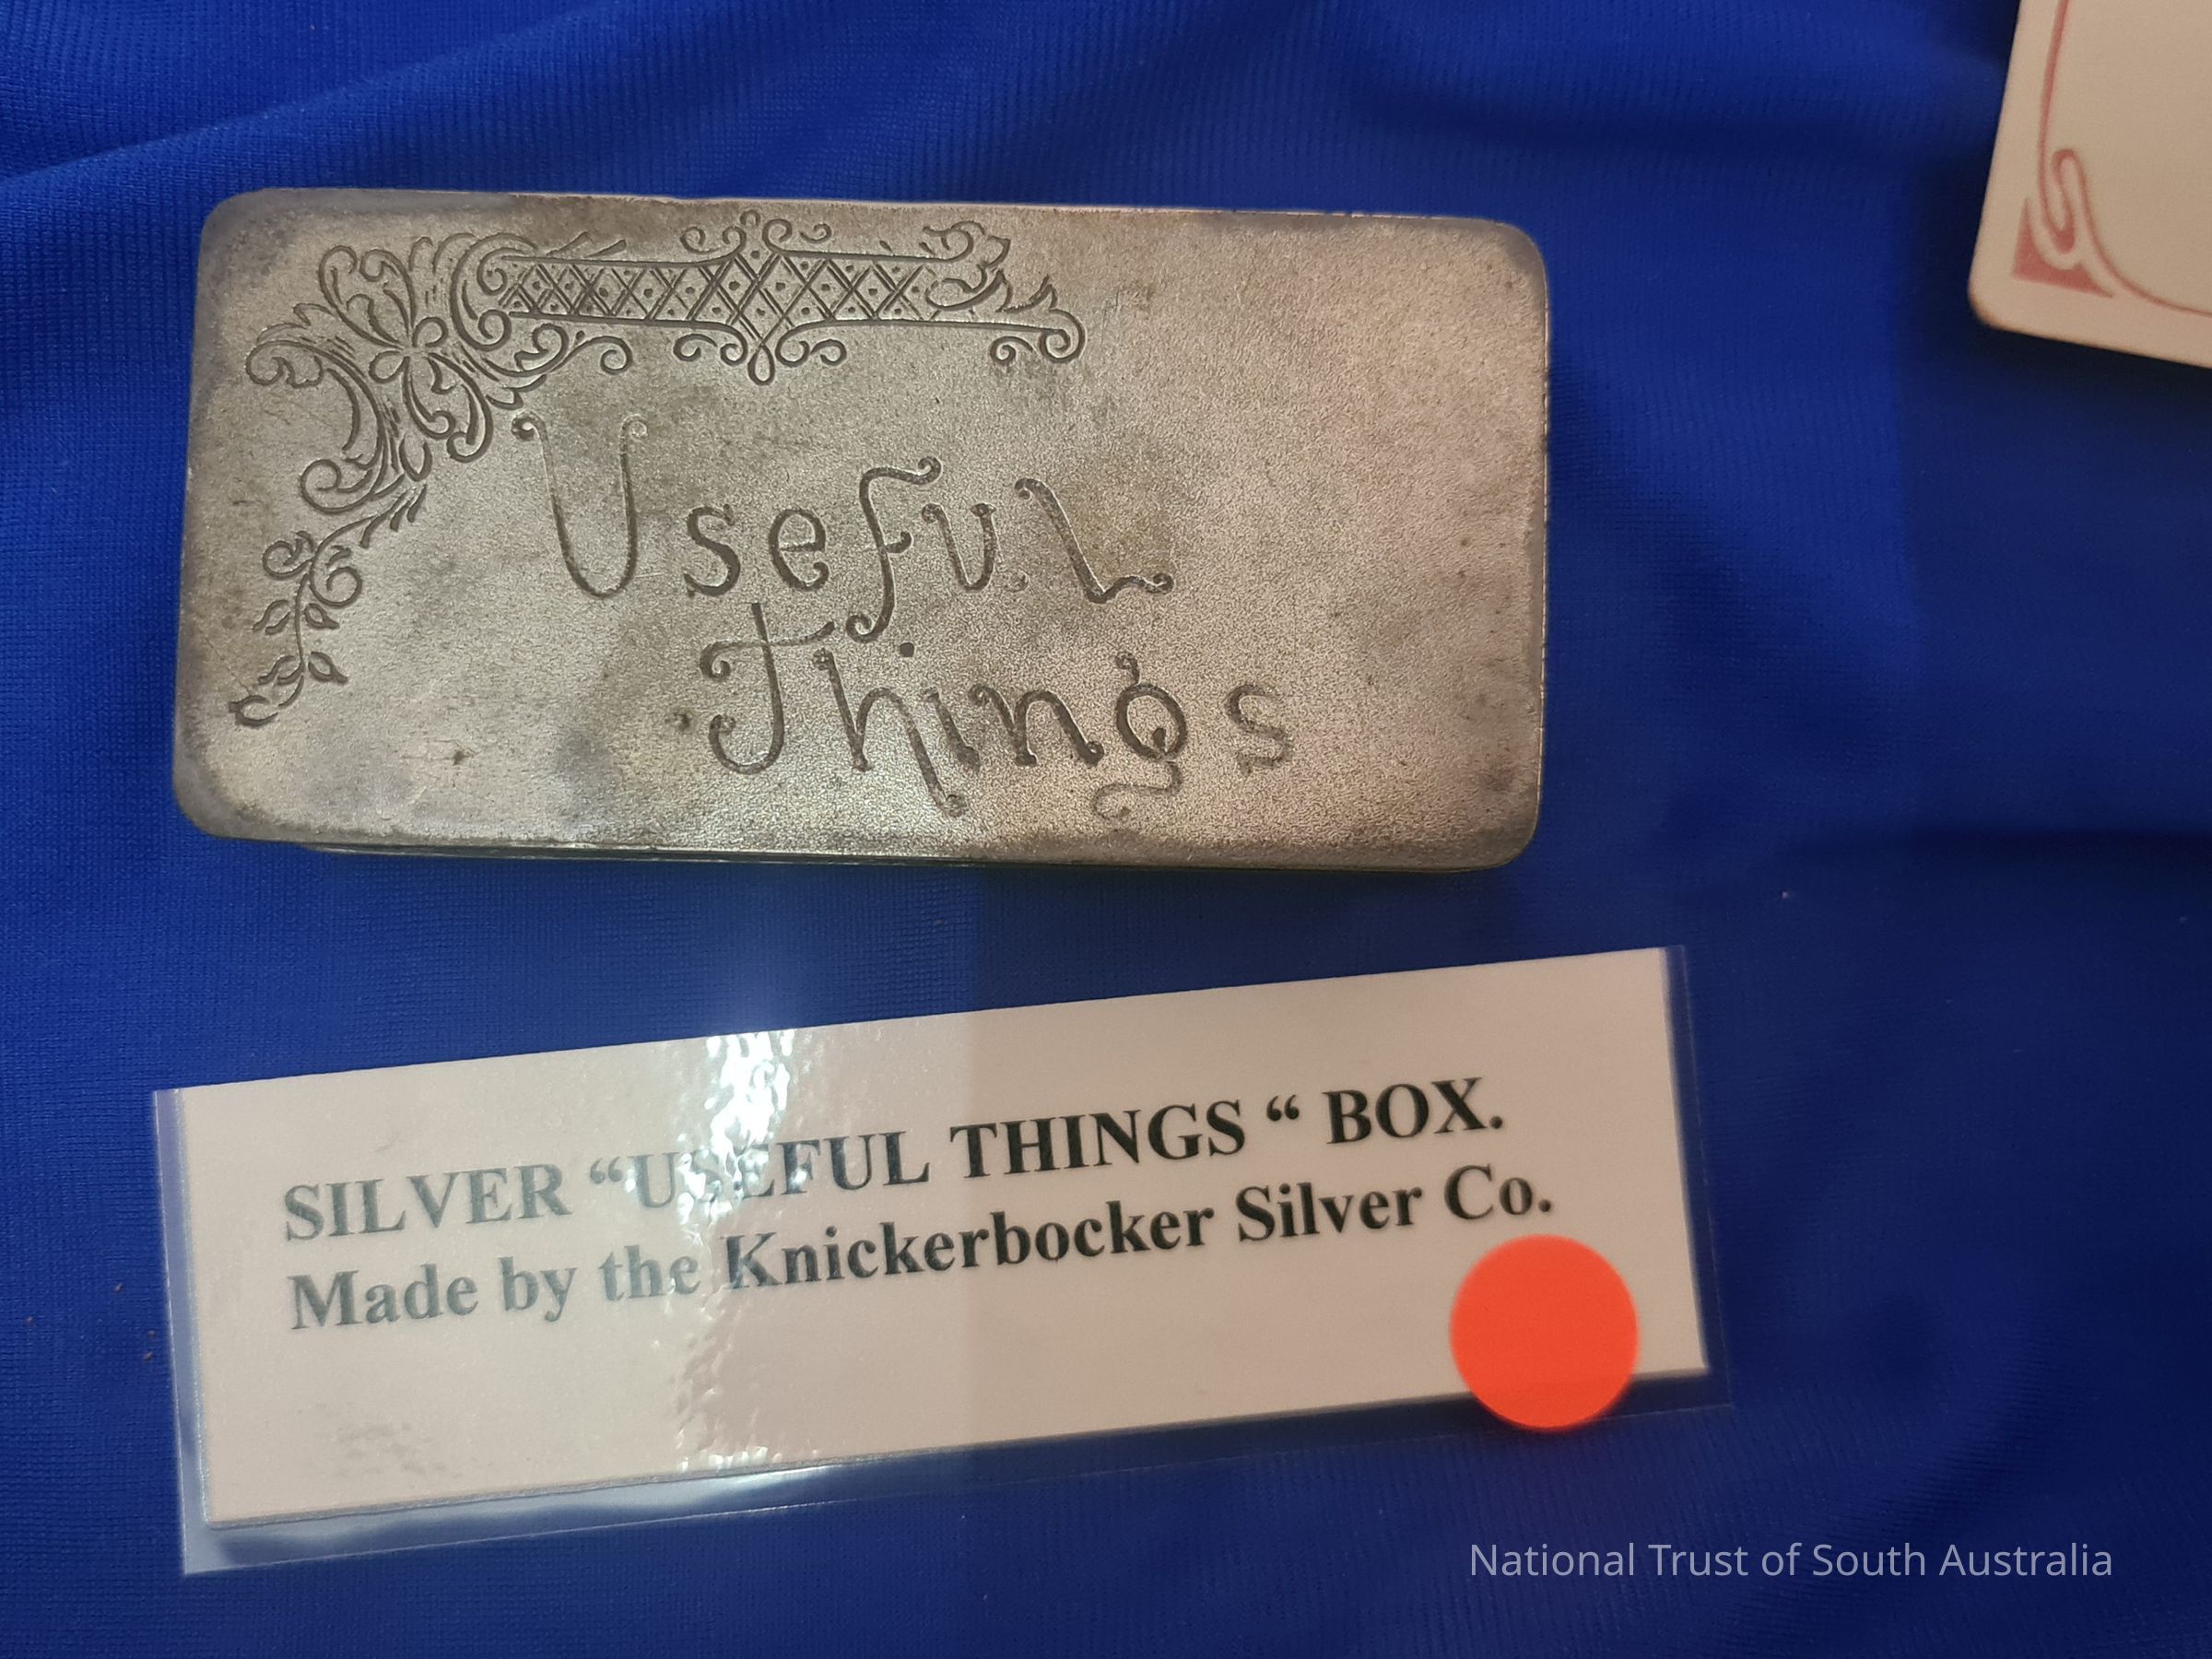 Useful
Things
SILVER “USEFUL THINGS “ BOX.
Made by the Knickerbocker Silver Co.
National Trust of South Australia